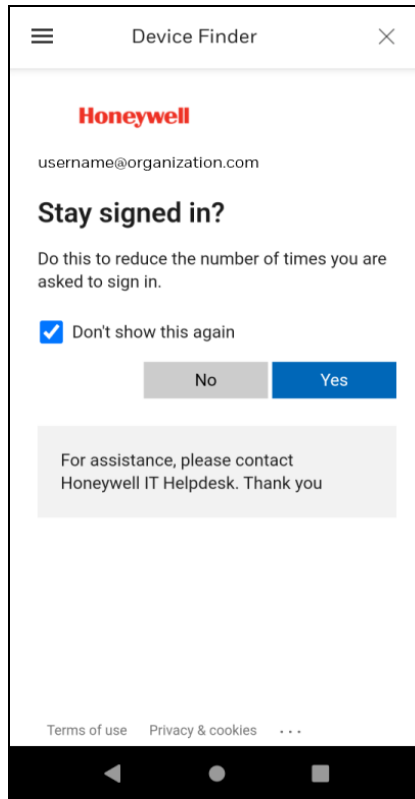 Device Finder
Honeywell
username@organization.com
Stay signed in?
Do this to reduce the number of times you are
asked to sign in.
Don't show this again
No Yes
For assistance, please contact
Honeywell IT Helpdesk. Thank you
Terms of use Privacy & cookies ...